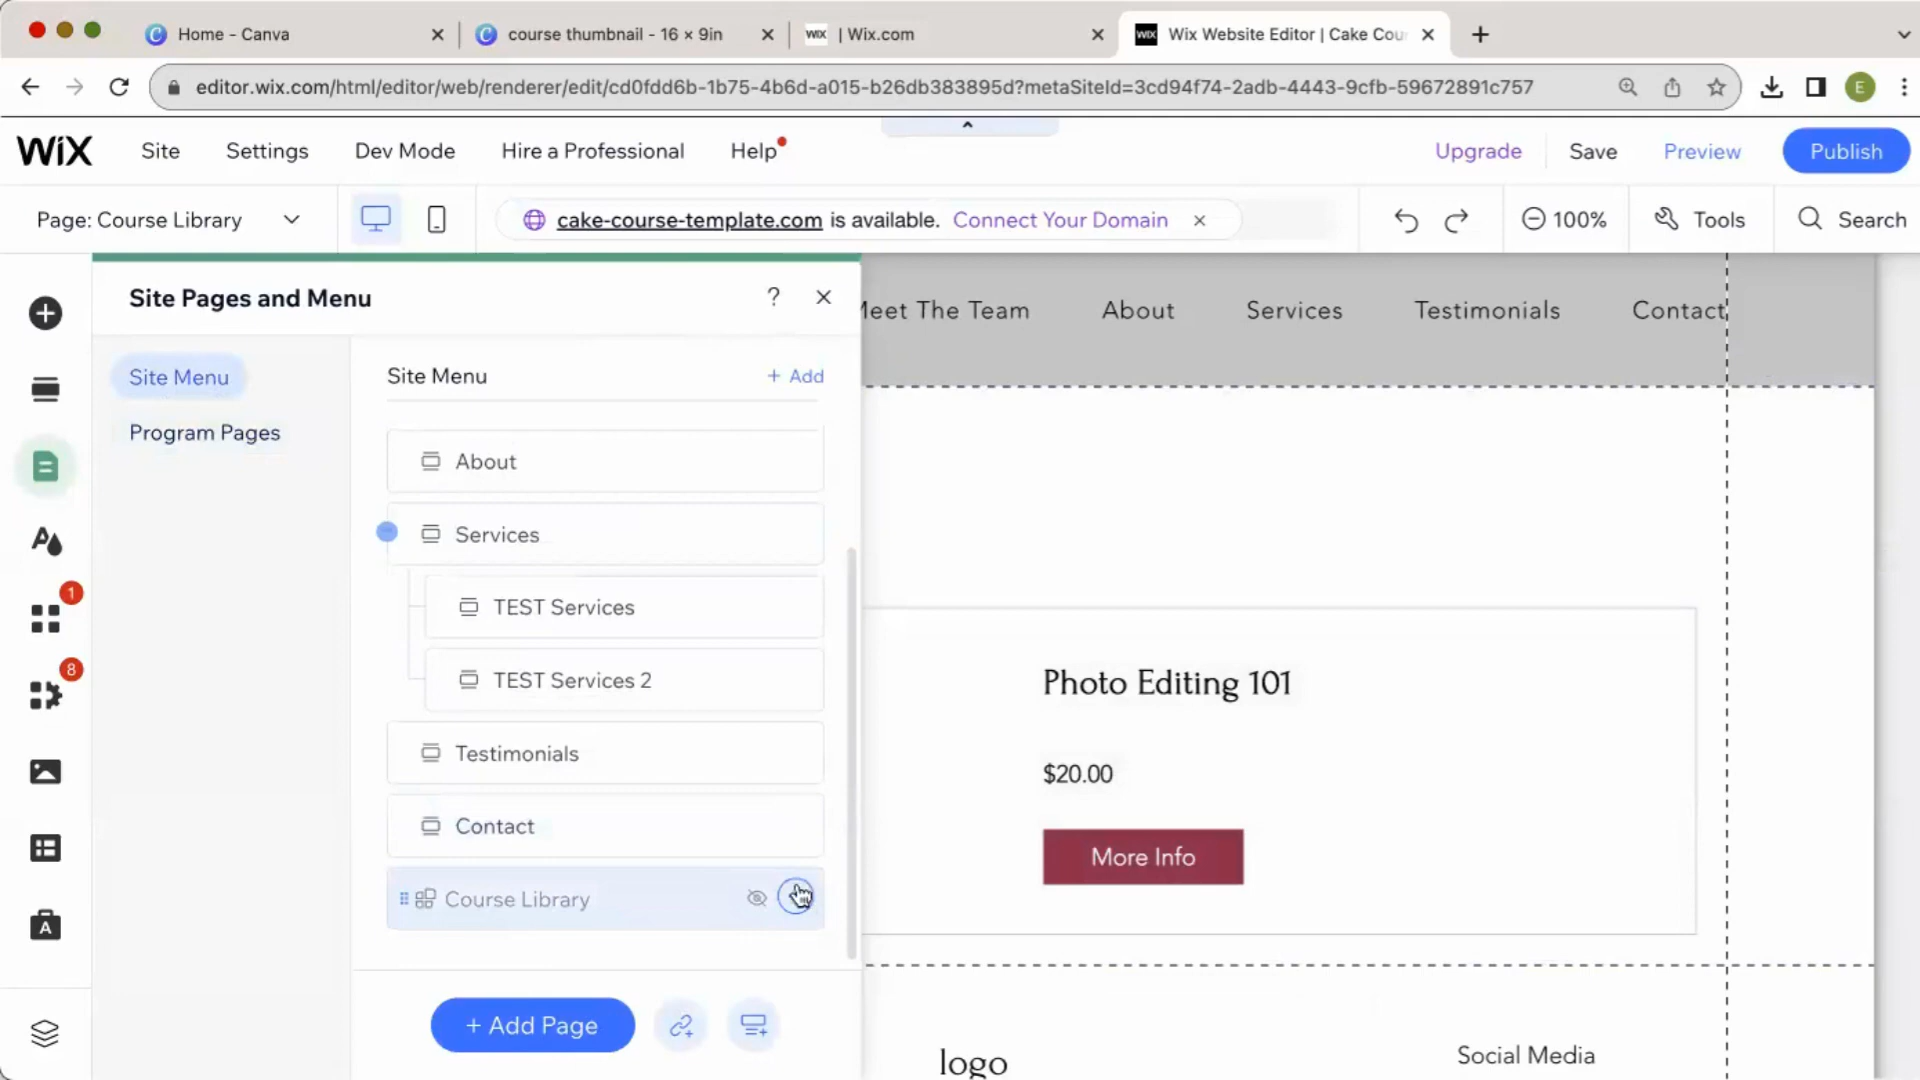 Home - Canva
course thumbnail - 16 × 9in
WiX | Wix.com
WiX Wix Website Editor | Cake Cou
editor.wix.com/html/editor/web/renderer/edit/cd0fdd6b-1b75-4b6d-a015-b26db383895d?metaSiteId=3cd94f74-2adb-4443-9cfb-59672891c757
E
WiX
Site
Settings
Dev Mode
Hire a Professional
Help
Upgrade
Save
Preview
Publish
Page: Course Library
cake-course-template.com is available. Connect Your Domain
100%
Tools
Search
Site Pages and Menu
?
Meet The Team
About
Services
Testimonials
Contact
Site Menu
Program Pages
Site Menu
+ Add
About
Services
TEST Services
TEST Services 2
Testimonials
Contact
Course Library
+ Add Page
1
8
A
A
Photo Editing 101
$20.00
More Info
logo
Social Media